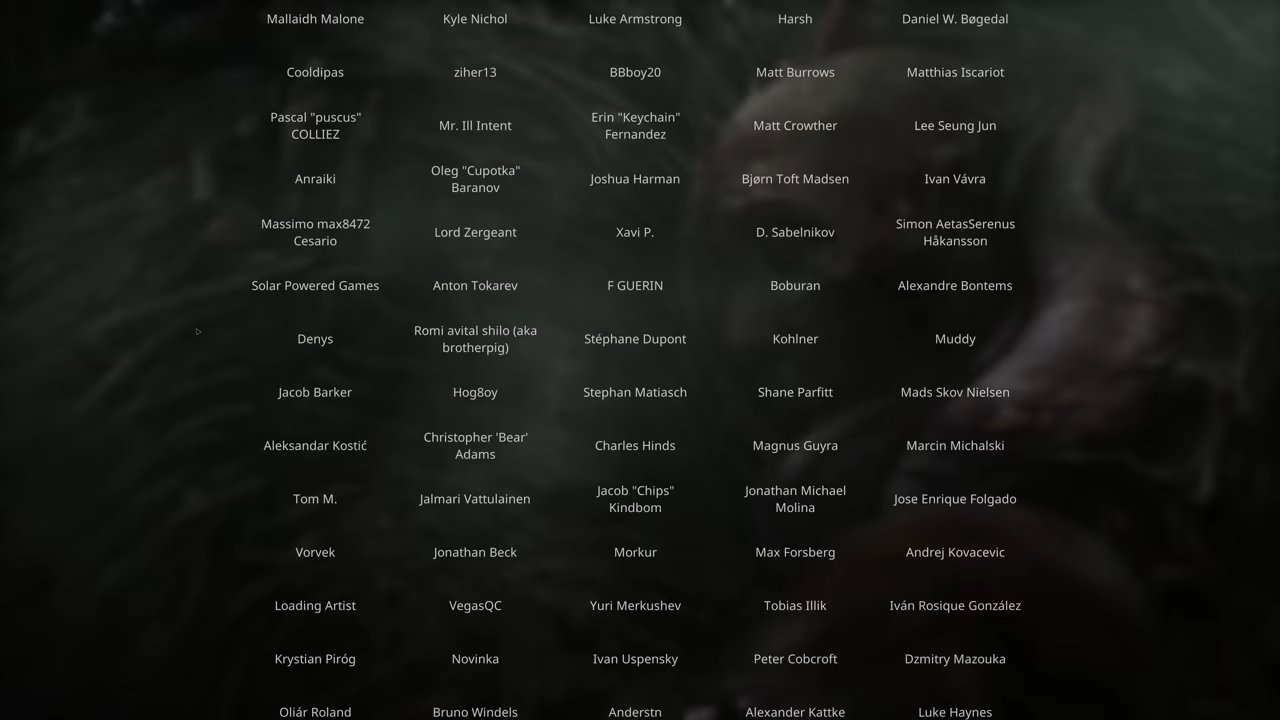 Mallaidh Malone Kyle Nichol Luke Armstrong Harsh Daniel W. Bøgedal
Cooldipas ziher13 BBboy20 Matt Burrows Matthias Iscariot
Pascal "puscus"
COLLIEZ
Mr. Ill Intent
Erin "Keychain"
Fernandez
Matt Crowther Lee Seung Jun
Anraiki
Oleg "Cupotka"
Baranov
Joshua Harman Bjørn Toft Madsen Ivan Vávra
Massimo max8472
Cesario
Lord Zergeant Xavi P. D. Sabelnikov
Simon AetasSerenus
Håkansson
Solar Powered Games Anton Tokarev F GUERIN Boburan Alexandre Bontems
Denys
Romi avital shilo (aka
brotherpig)
Stéphane Dupont Kohlner Muddy
Jacob Barker Hog8oy Stephan Matiasch Shane Parfitt Mads Skov Nielsen
Aleksandar Kostić
Christopher 'Bear'
Adams
Charles Hinds Magnus Guyra Marcin Michalski
Tom M. Jalmari Vattulainen
Jacob "Chips"
Kindbom
Jonathan Michael
Molina
Jose Enrique Folgado
Vorvek Jonathan Beck Morkur Max Forsberg Andrej Kovacevic
Loading Artist VegasQC Yuri Merkushev Tobias Illik Iván Rosique González
Krystian Piróg Novinka Ivan Uspensky Peter Cobcroft Dzmitry Mazouka
Oliár Roland Bruno Windels Anderstn Alexander Kattke Luke Haynes